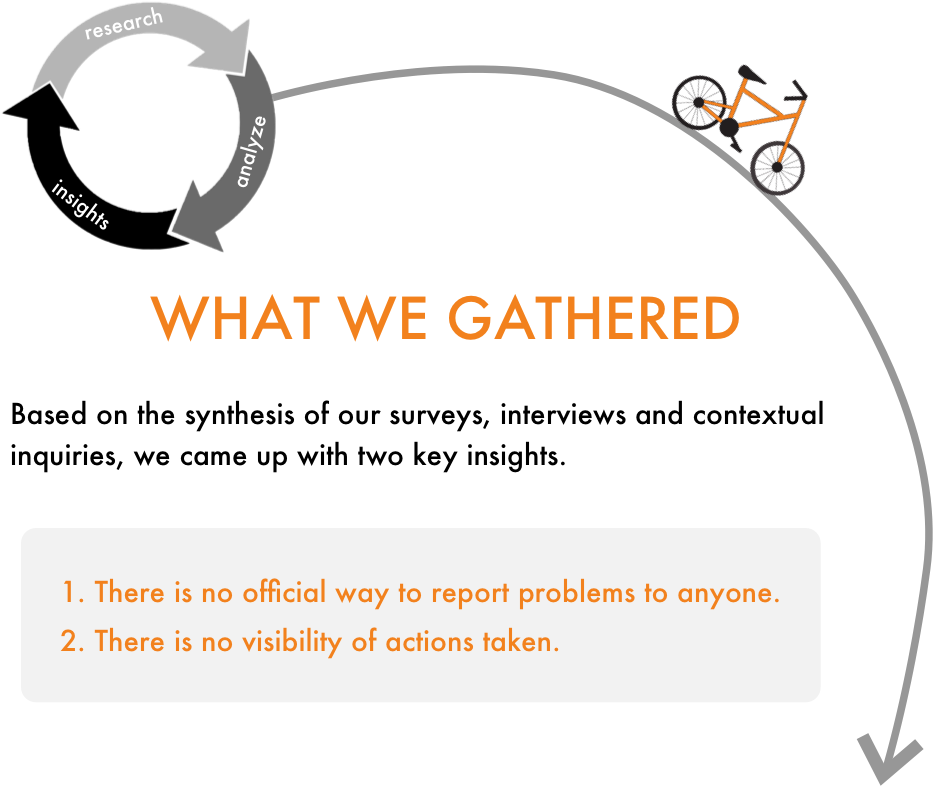 research
analyze
insights
WHAT WE GATHERED
Based on the synthesis of our surveys, interviews and contextual
inquiries, we came up with two key insights.
1. There is no official way to report problems to anyone.
2. There is no visibility of actions taken.